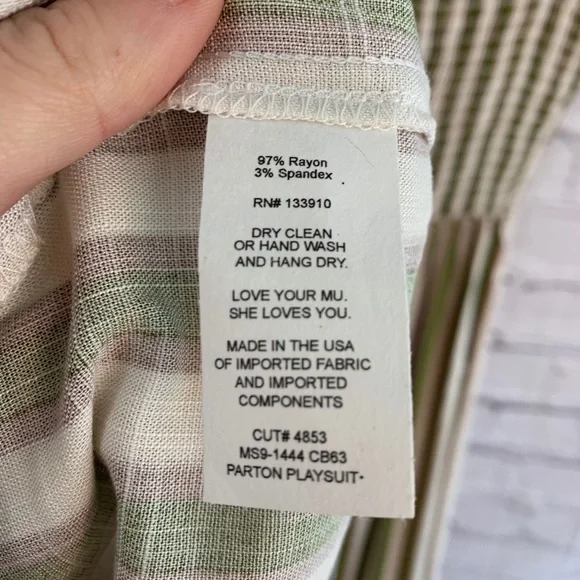 97% Rayon
3% Spandex
RN# 133910
DRY CLEAN
OR HAND WASH
AND HANG DRY.
LOVE YOUR MU.
SHE LOVES YOU.
MADE IN THE USA
OF IMPORTED FABRIC
AND IMPORTED
COMPONENTS
CUT# 4853
MS9-1444 CB63
PARTON PLAYSUIT-